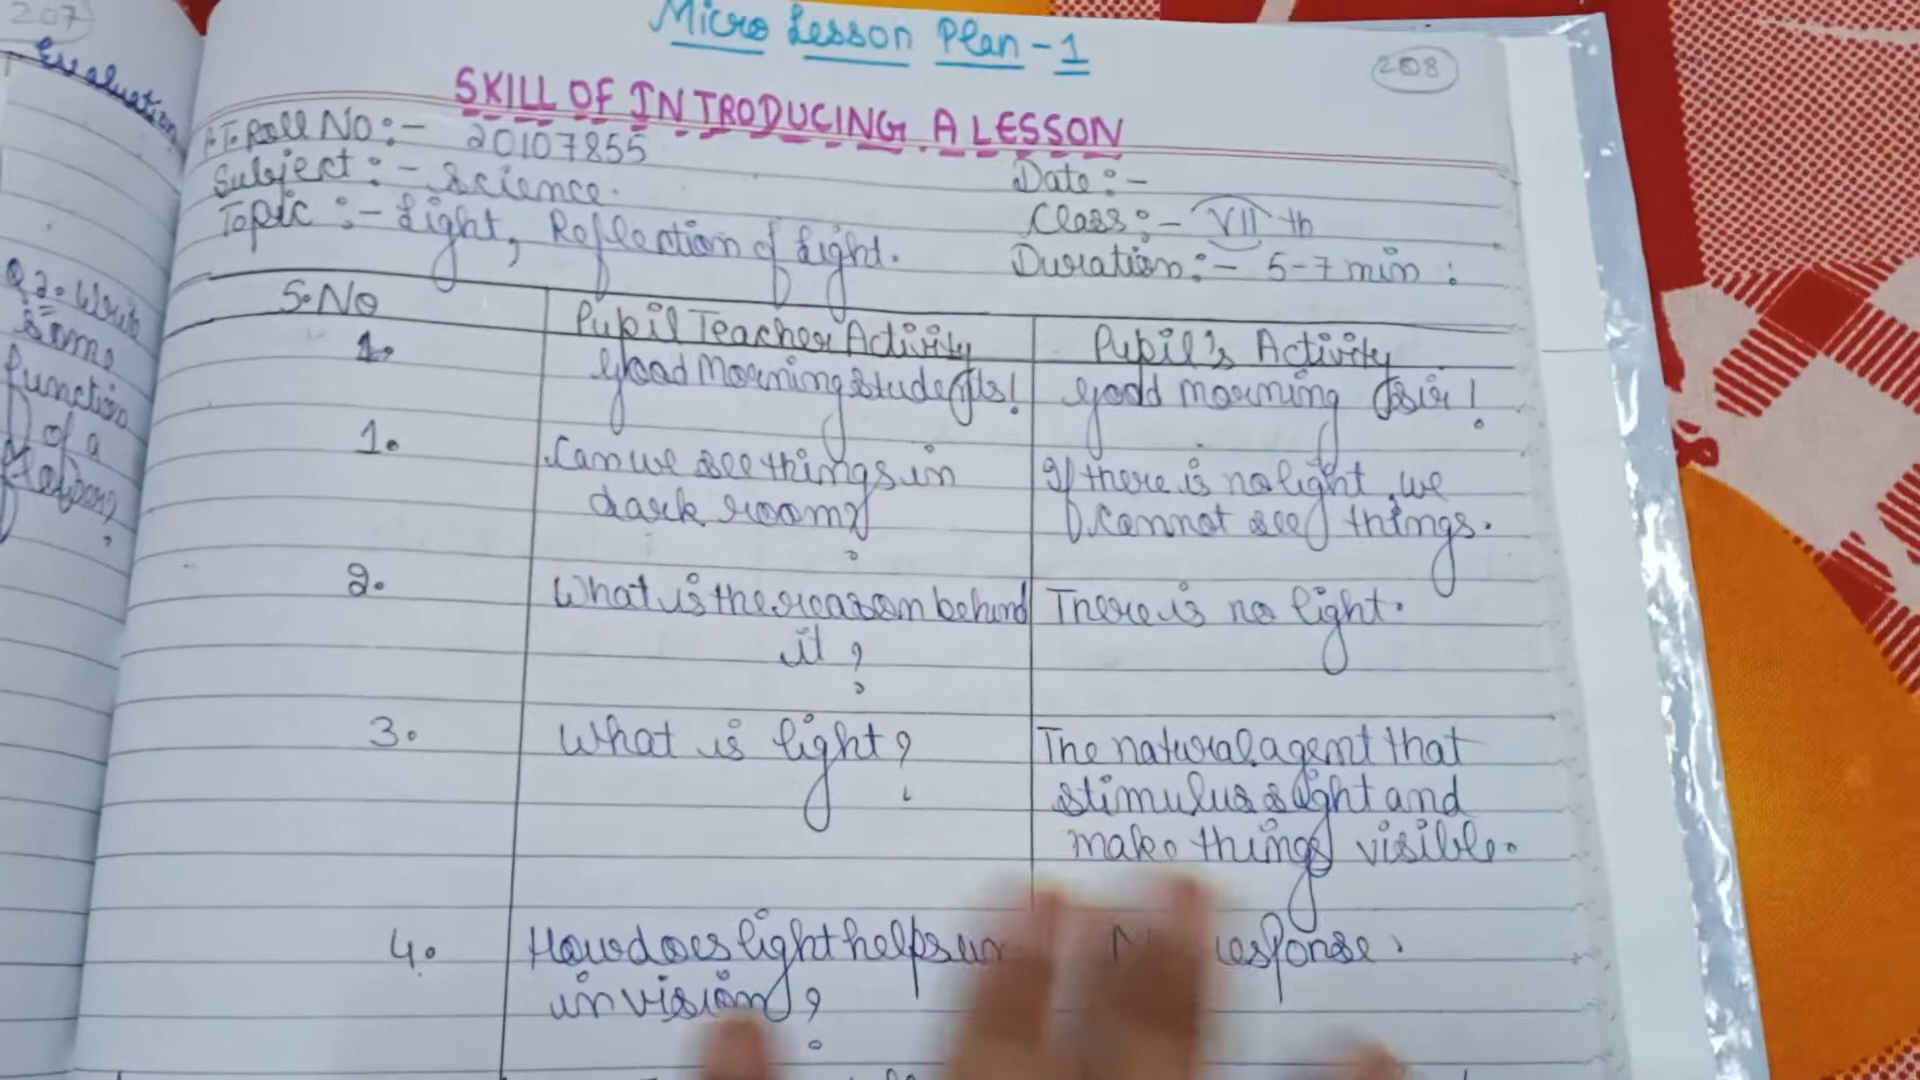 207
Evaluation
Q2. Write
some
function
of a
Micro Lesson Plan - 1
208
SKILL OF INTRODUCING A LESSON
P.T. Roll No:- 20107855
Date:-
Subject:- Science.
Class:- VII th
Topic:- Light, Reflection of light.
Duration:- 5-7 min:
S.No Pupil Teacher Activity Pupil's Activity
1. Good Morning students! Good morning sir!
1. Can we see things in If there is no light, we
dark room? cannot see things.
2. What is the reason behind There is no light.
it?
3. What is light? The natural agent that
stimulus sight and
make things visible.
4. How does light helps response.
in vision?